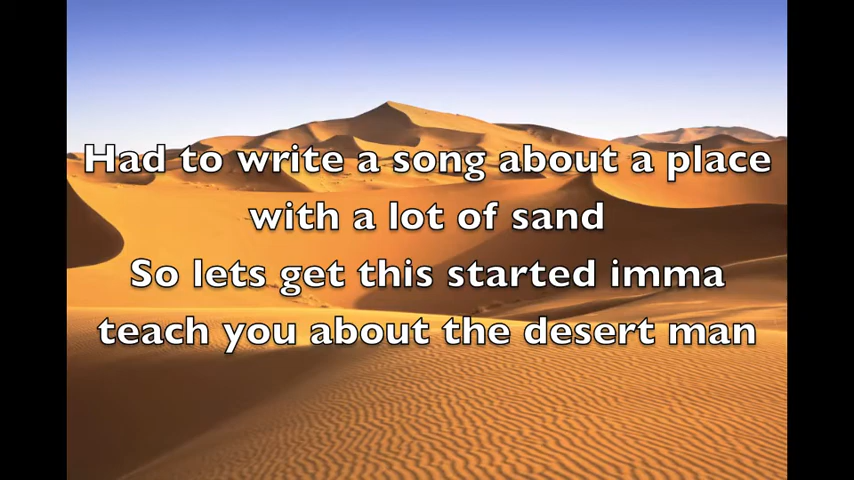 Had to write a song about a place
with a lot of sand
So lets get this started imma
teach you about the desert man